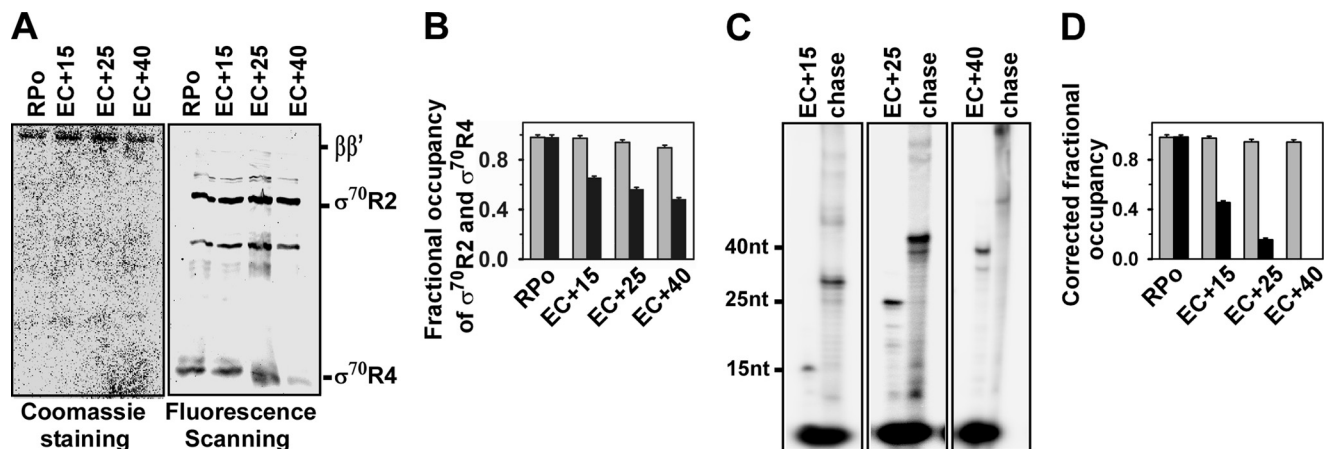 A
RPo
EC+15
EC+25
EC+40
RPo
EC+15
EC+25
EC+40
ββ'
σ⁷⁰R2
σ⁷⁰R4
Coomassie
staining
Fluorescence
Scanning
B
Fractional occupancy
of σ⁷⁰R2 and σ⁷⁰R4
0.8
0.4
0.0
RPo
EC+15
EC+25
EC+40
C
EC+15
chase
EC+25
chase
EC+40
chase
40nt
25nt
15nt
D
Corrected fractional
occupancy
0.8
0.4
0.0
RPo
EC+15
EC+25
EC+40